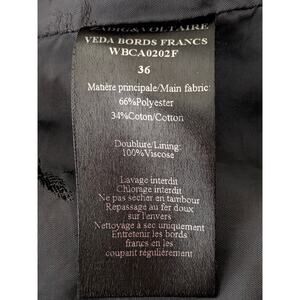 ZADIG&VOLTAIRE
VEDA BORDS FRANCS
WBCA0202F
36
Matière principale/Main fabric:
66%Polyester
34%Coton/Cotton
Doublure/Lining:
100%Viscose
Lavage interdit
Chlorage interdit
Ne pas sécher en tambour
Repassage au fer doux
sur l'envers
Nettoyage à sec uniquement
Entretenir les bords
francs en les
coupant régulièrement